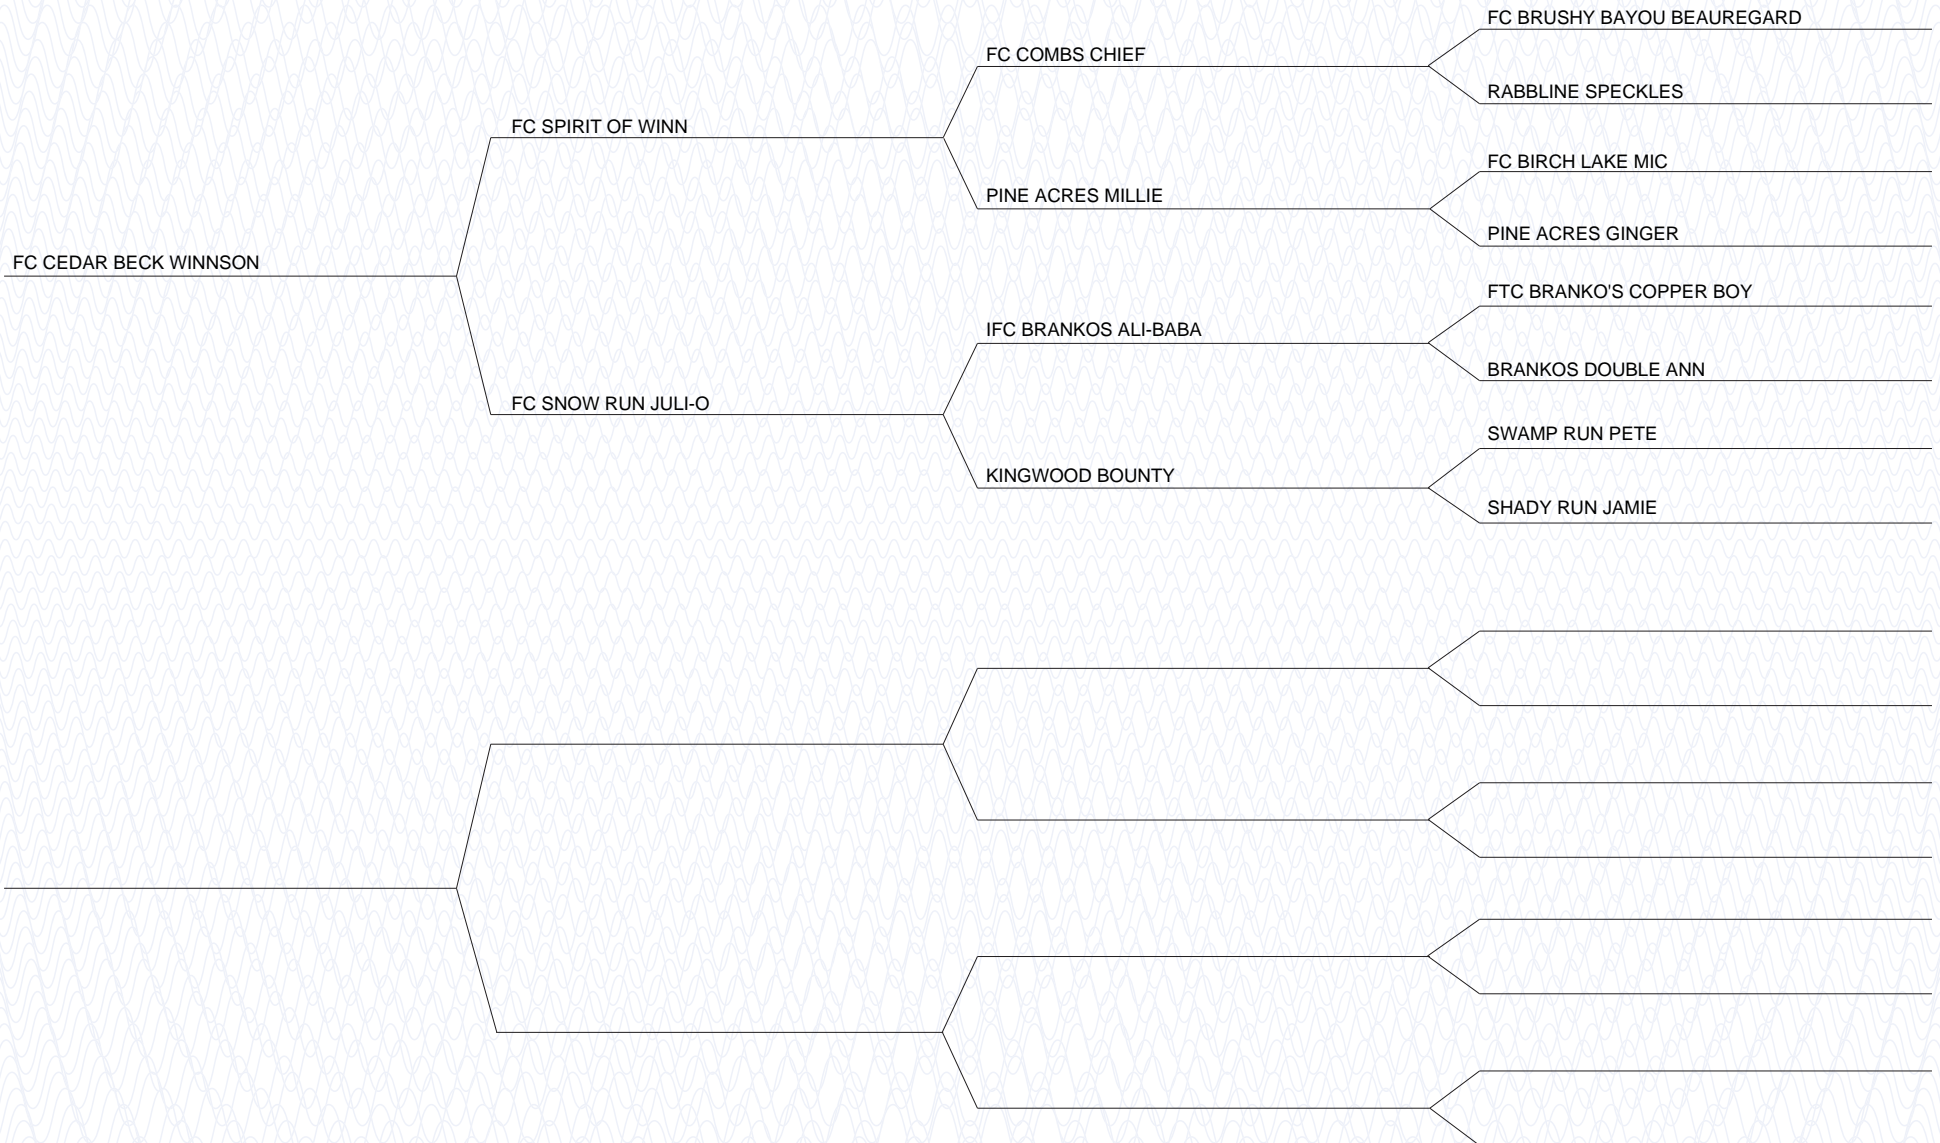 FC BRUSHY BAYOU BEAUREGARD
FC COMBS CHIEF
RABBLINE SPECKLES
FC SPIRIT OF WINN
FC BIRCH LAKE MIC
PINE ACRES MILLIE
PINE ACRES GINGER
FC CEDAR BECK WINNSON
FTC BRANKO'S COPPER BOY
IFC BRANKOS ALI-BABA
BRANKOS DOUBLE ANN
FC SNOW RUN JULI-O
SWAMP RUN PETE
KINGWOOD BOUNTY
SHADY RUN JAMIE